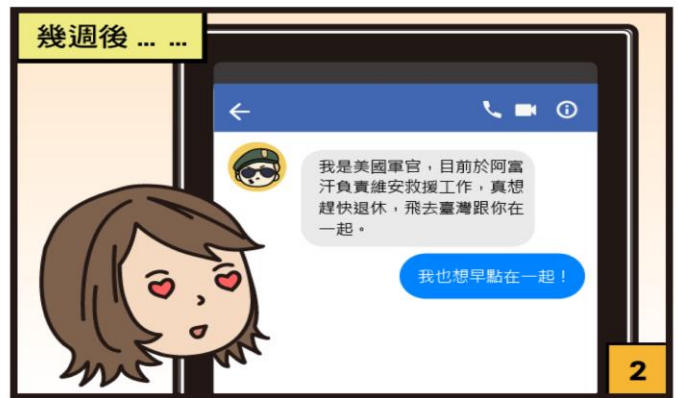 幾週後 ... ...
我是美國軍官，目前於阿富
汗負責維安救援工作，真想
趕快退休，飛去臺灣跟你在
一起。
我也想早點在一起！
2